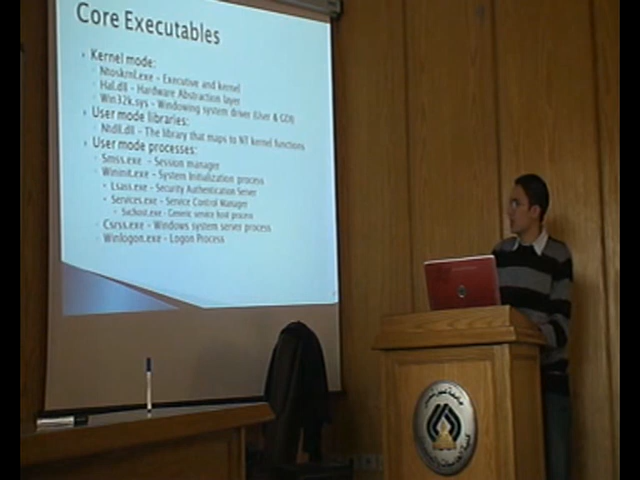 Core Executables
Kernel mode:
Ntoskrnl.exe - Executive and kernel
Hal.dll - Hardware Abstraction layer
Win32k.sys - Windowing system driver (User & GDI)
User mode libraries:
Ntdll.dll - The library that maps to NT kernel functions
User mode processes:
Smss.exe - Session manager
Wininit.exe - System Initialization process
Lsass.exe - Security Authentication Server
Services.exe - Service Control Manager
Svchost.exe - Generic service host process
Csrss.exe - Windows system server process
Winlogon.exe - Logon Process